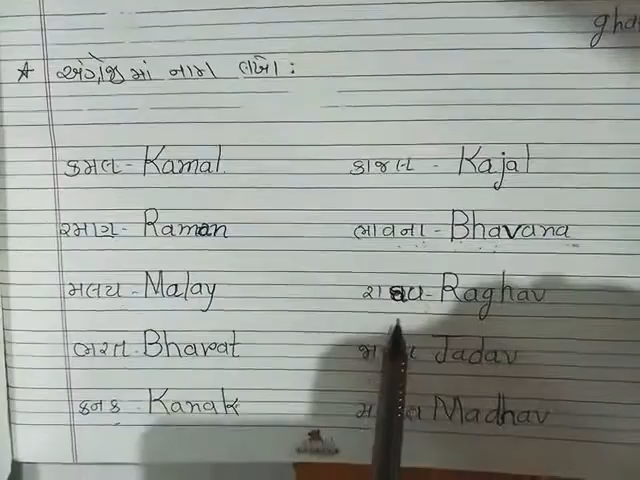 gha
★ અંગ્રેજીમાં નામ લખો :
કમલ - Kamal
કાજલ - Kajal
રમણ - Raman
ભાવના - Bhavana
મલય - Malay
Raghav
ભરત Bharat
Jadav
કનક Kanak
Madhav